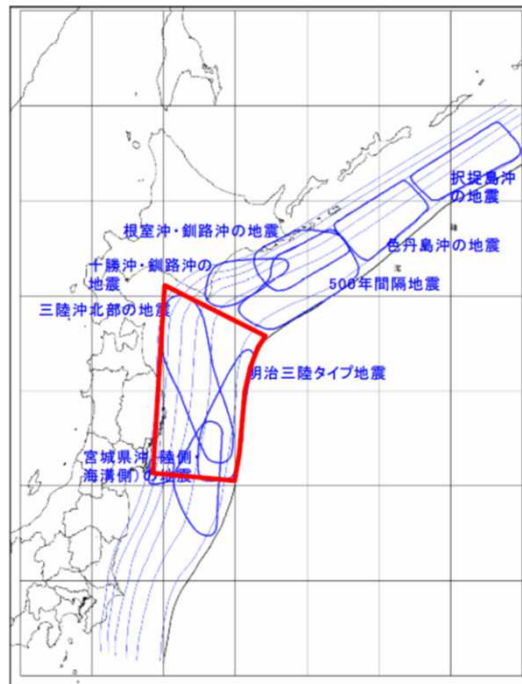 択捉島沖
の地震
根室沖・釧路沖の地震
色丹島沖の地震
十勝沖・釧路沖の
地震
500年間隔地震
三陸沖北部の地震
明治三陸タイプ地震
宮城県沖(陸側・
海溝側)の地震